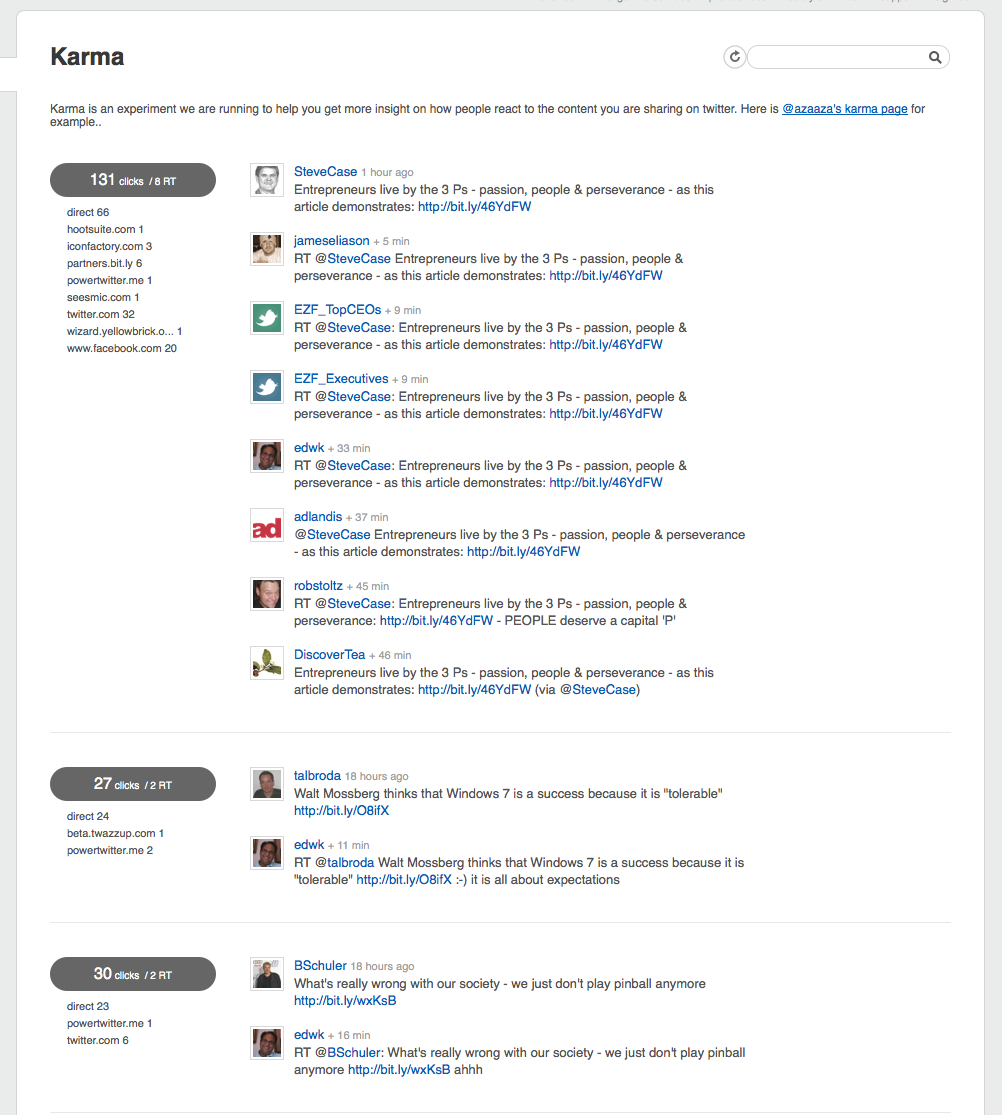 Karma
Karma is an experiment we are running to help you get more insight on how people react to the content you are sharing on twitter. Here is @azaaza's karma page for
example..
131 clicks / 8 RT
direct 66
hootsuite.com 1
iconfactory.com 3
partners.bit.ly 6
powertwitter.me 1
seesmic.com 1
twitter.com 32
wizard.yellowbrick.o... 1
www.facebook.com 20
SteveCase 1 hour ago
Entrepreneurs live by the 3 Ps - passion, people & perseverance - as this
article demonstrates: http://bit.ly/46YdFW
jameseliason + 5 min
RT @SteveCase Entrepreneurs live by the 3 Ps - passion, people &
perseverance - as this article demonstrates: http://bit.ly/46YdFW
EZF_TopCEOs + 9 min
RT @SteveCase: Entrepreneurs live by the 3 Ps - passion, people &
perseverance - as this article demonstrates: http://bit.ly/46YdFW
EZF_Executives + 9 min
RT @SteveCase: Entrepreneurs live by the 3 Ps - passion, people &
perseverance - as this article demonstrates: http://bit.ly/46YdFW
edwk + 33 min
RT @SteveCase: Entrepreneurs live by the 3 Ps - passion, people &
perseverance - as this article demonstrates: http://bit.ly/46YdFW
ad
adlandis + 37 min
@SteveCase Entrepreneurs live by the 3 Ps - passion, people & perseverance
- as this article demonstrates: http://bit.ly/46YdFW
robstoltz + 45 min
RT @SteveCase: Entrepreneurs live by the 3 Ps - passion, people &
perseverance: http://bit.ly/46YdFW - PEOPLE deserve a capital 'P'
DiscoverTea + 46 min
Entrepreneurs live by the 3 Ps - passion, people & perseverance - as this
article demonstrates: http://bit.ly/46YdFW (via @SteveCase)
27 clicks / 2 RT
direct 24
beta.twazzup.com 1
powertwitter.me 2
talbroda 18 hours ago
Walt Mossberg thinks that Windows 7 is a success because it is "tolerable"
http://bit.ly/O8ifX
edwk + 11 min
RT @talbroda Walt Mossberg thinks that Windows 7 is a success because it is
"tolerable" http://bit.ly/O8ifX :-) it is all about expectations
30 clicks / 2 RT
direct 23
powertwitter.me 1
twitter.com 6
BSchuler 18 hours ago
What's really wrong with our society - we just don't play pinball anymore
http://bit.ly/wxKsB
edwk + 16 min
RT @BSchuler: What's really wrong with our society - we just don't play pinball
anymore http://bit.ly/wxKsB ahhh